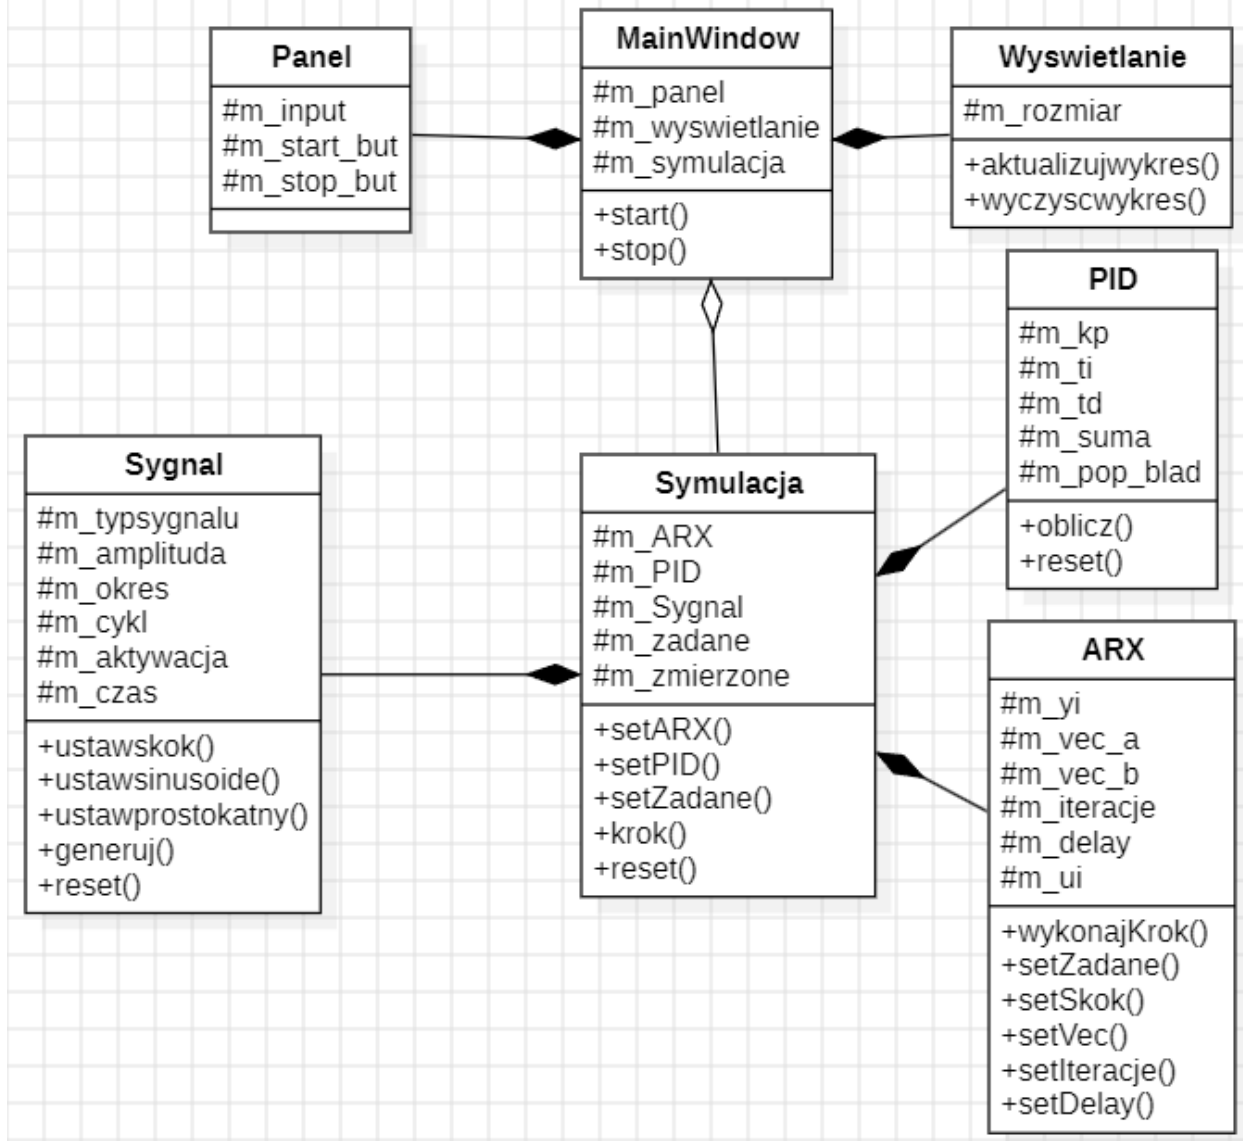 Panel
#m_input
#m_start_but
#m_stop_but
MainWindow
#m_panel
#m_wyswietlanie
#m_symulacja
+start()
+stop()
Wyswietlanie
#m_rozmiar
+aktualizujwykres()
+wyczyscwykres()
PID
#m_kp
#m_ti
#m_td
#m_suma
#m_pop_blad
+oblicz()
+reset()
Sygnal
#m_typsygnalu
#m_amplituda
#m_okres
#m_cykl
#m_aktywacja
#m_czas
+ustawskok()
+ustawsinusoide()
+ustawprostokatny()
+generuj()
+reset()
Symulacja
#m_ARX
#m_PID
#m_Sygnal
#m_zadane
#m_zmierzone
+setARX()
+setPID()
+setZadane()
+krok()
+reset()
ARX
#m_yi
#m_vec_a
#m_vec_b
#m_iteracje
#m_delay
#m_ui
+wykonajKrok()
+setZadane()
+setSkok()
+setVec()
+setIteracje()
+setDelay()